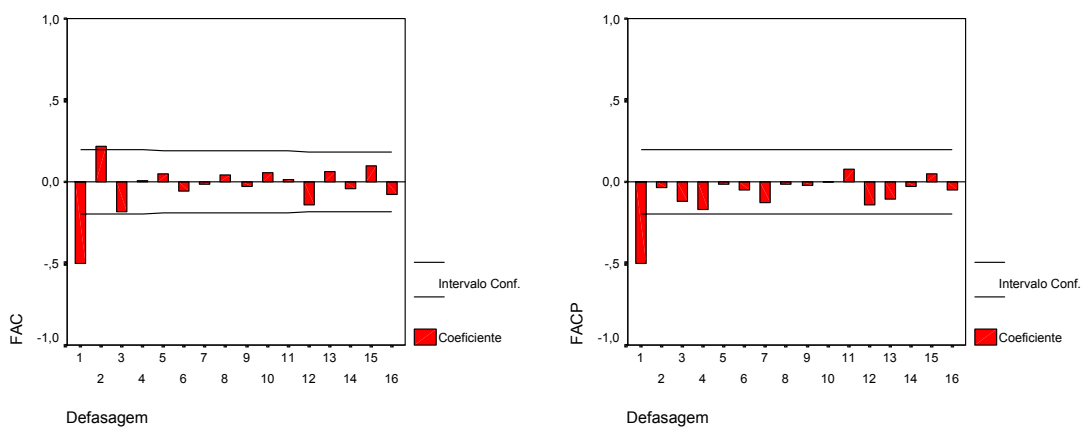 1,0
,5
0,0
-,5
-1,0
FAC
1 3 5 7 9 11 13 15
2 4 6 8 10 12 14 16
Defasagem
Intervalo Conf.
Coeficiente
1,0
,5
0,0
-,5
-1,0
FACP
1 3 5 7 9 11 13 15
2 4 6 8 10 12 14 16
Defasagem
Intervalo Conf.
Coeficiente